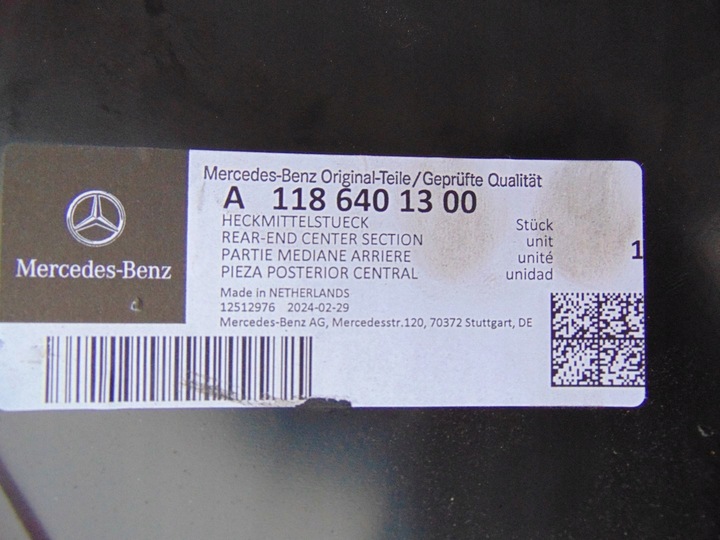 Mercedes-Benz
Mercedes-Benz Original-Teile/Geprüfte Qualität
A 118 640 13 00
HECKMITTELSTUECK
REAR-END CENTER SECTION
PARTIE MEDIANE ARRIERE
PIEZA POSTERIOR CENTRAL
Stück
unit
unité
unidad
1
Made in NETHERLANDS
12512976 2024-02-29
Mercedes-Benz AG, Mercedesstr.120, 70372 Stuttgart, DE